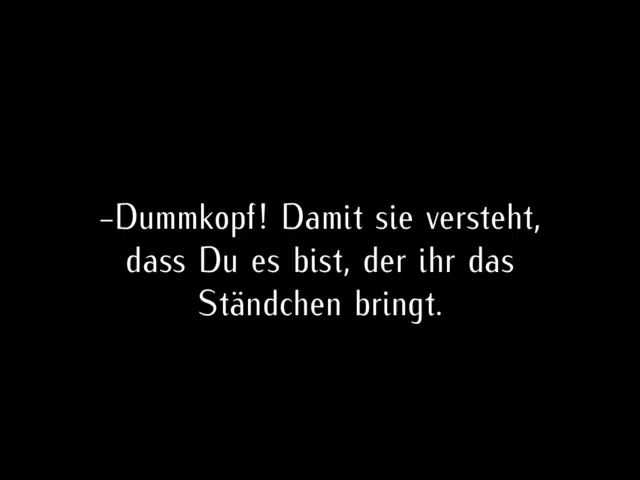 –Dummkopf! Damit sie versteht,
dass Du es bist, der ihr das
Ständchen bringt.